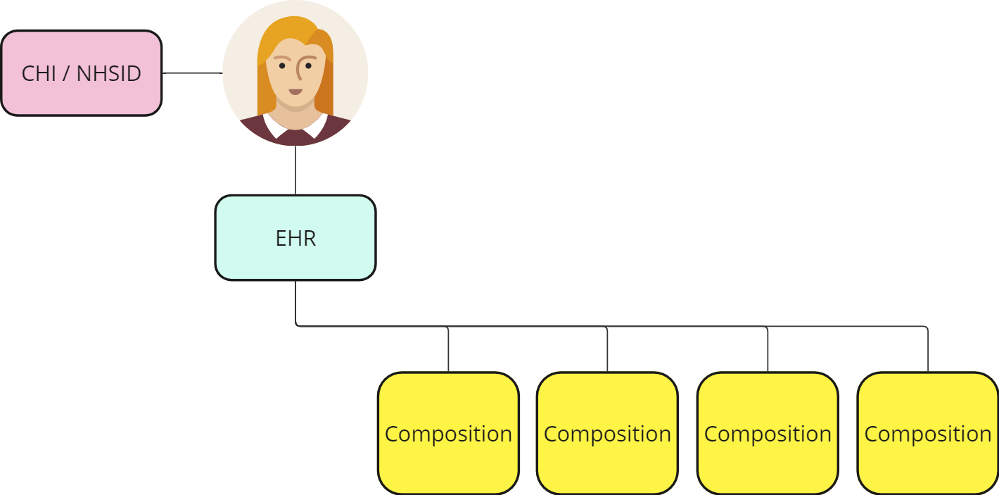 CHI / NHSID
EHR
Composition
Composition
Composition
Composition